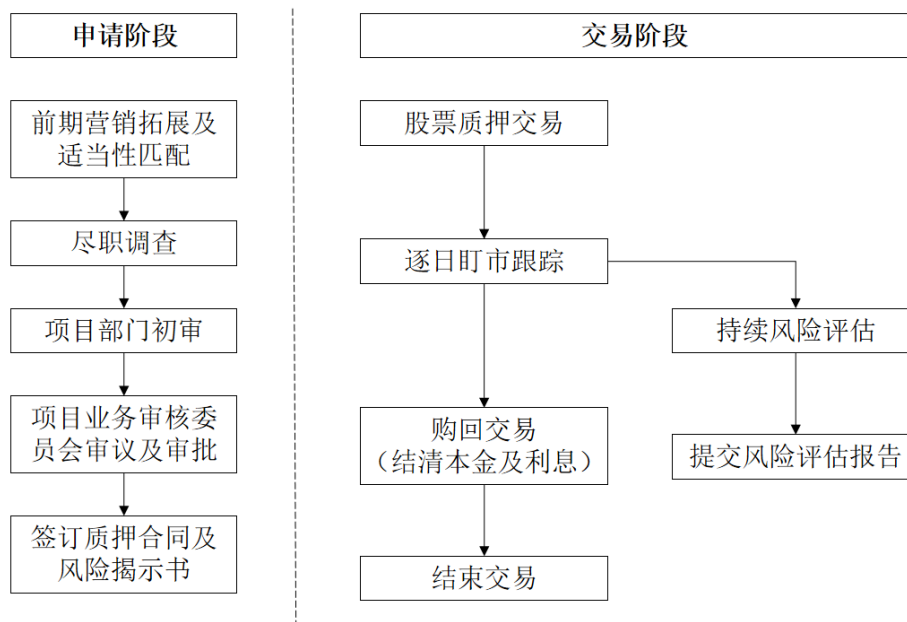 申请阶段
交易阶段
前期营销拓展及
适当性匹配
尽职调查
项目部门初审
项目业务审核委
员会审议及审批
签订质押合同及
风险揭示书
股票质押交易
逐日盯市跟踪
持续风险评估
购回交易
（结清本金及利息）
提交风险评估报告
结束交易